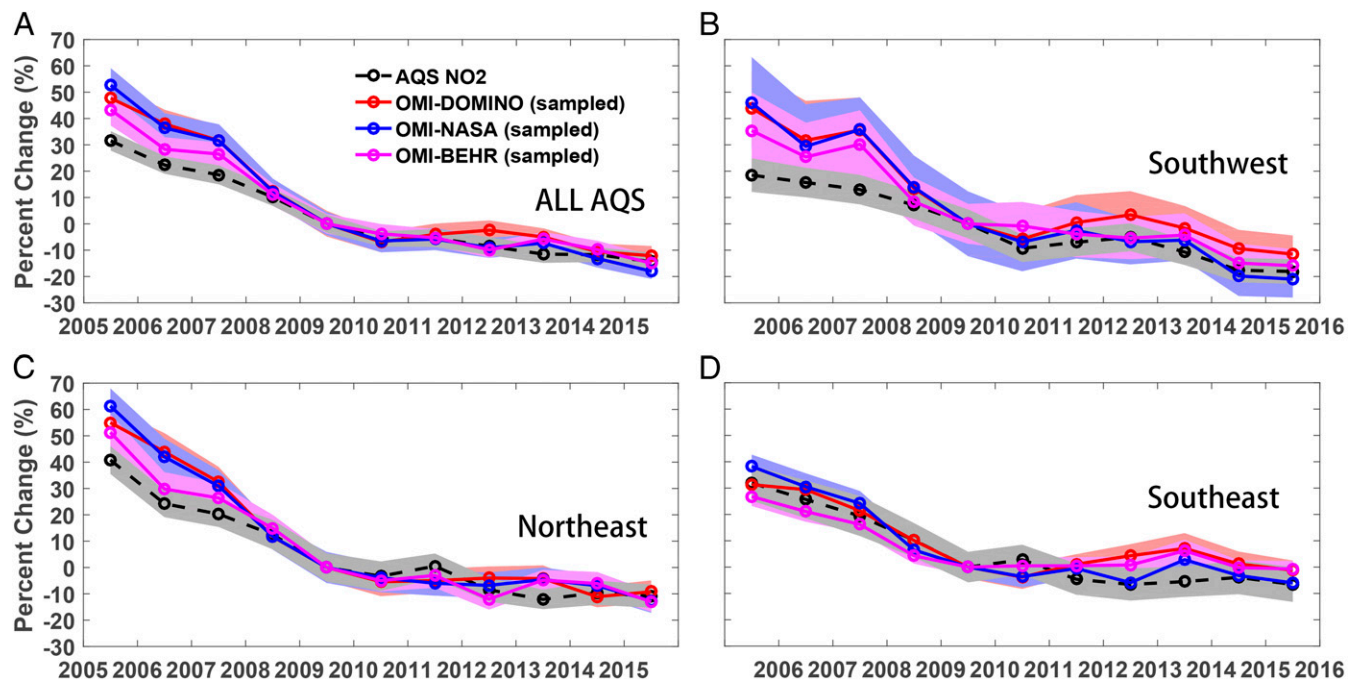 A
B
70
60
50
40
30
20
10
0
-10
-20
-30
Percent Change (%)
AQS NO2
OMI-DOMINO (sampled)
OMI-NASA (sampled)
OMI-BEHR (sampled)
ALL AQS
Southwest
2005 2006 2007 2008 2009 2010 2011 2012 2013 2014 2015
2006 2007 2008 2009 2010 2011 2012 2013 2014 2015 2016
C
D
70
60
50
40
30
20
10
0
-10
-20
-30
Percent Change (%)
Northeast
Southeast
2005 2006 2007 2008 2009 2010 2011 2012 2013 2014 2015
2006 2007 2008 2009 2010 2011 2012 2013 2014 2015 2016